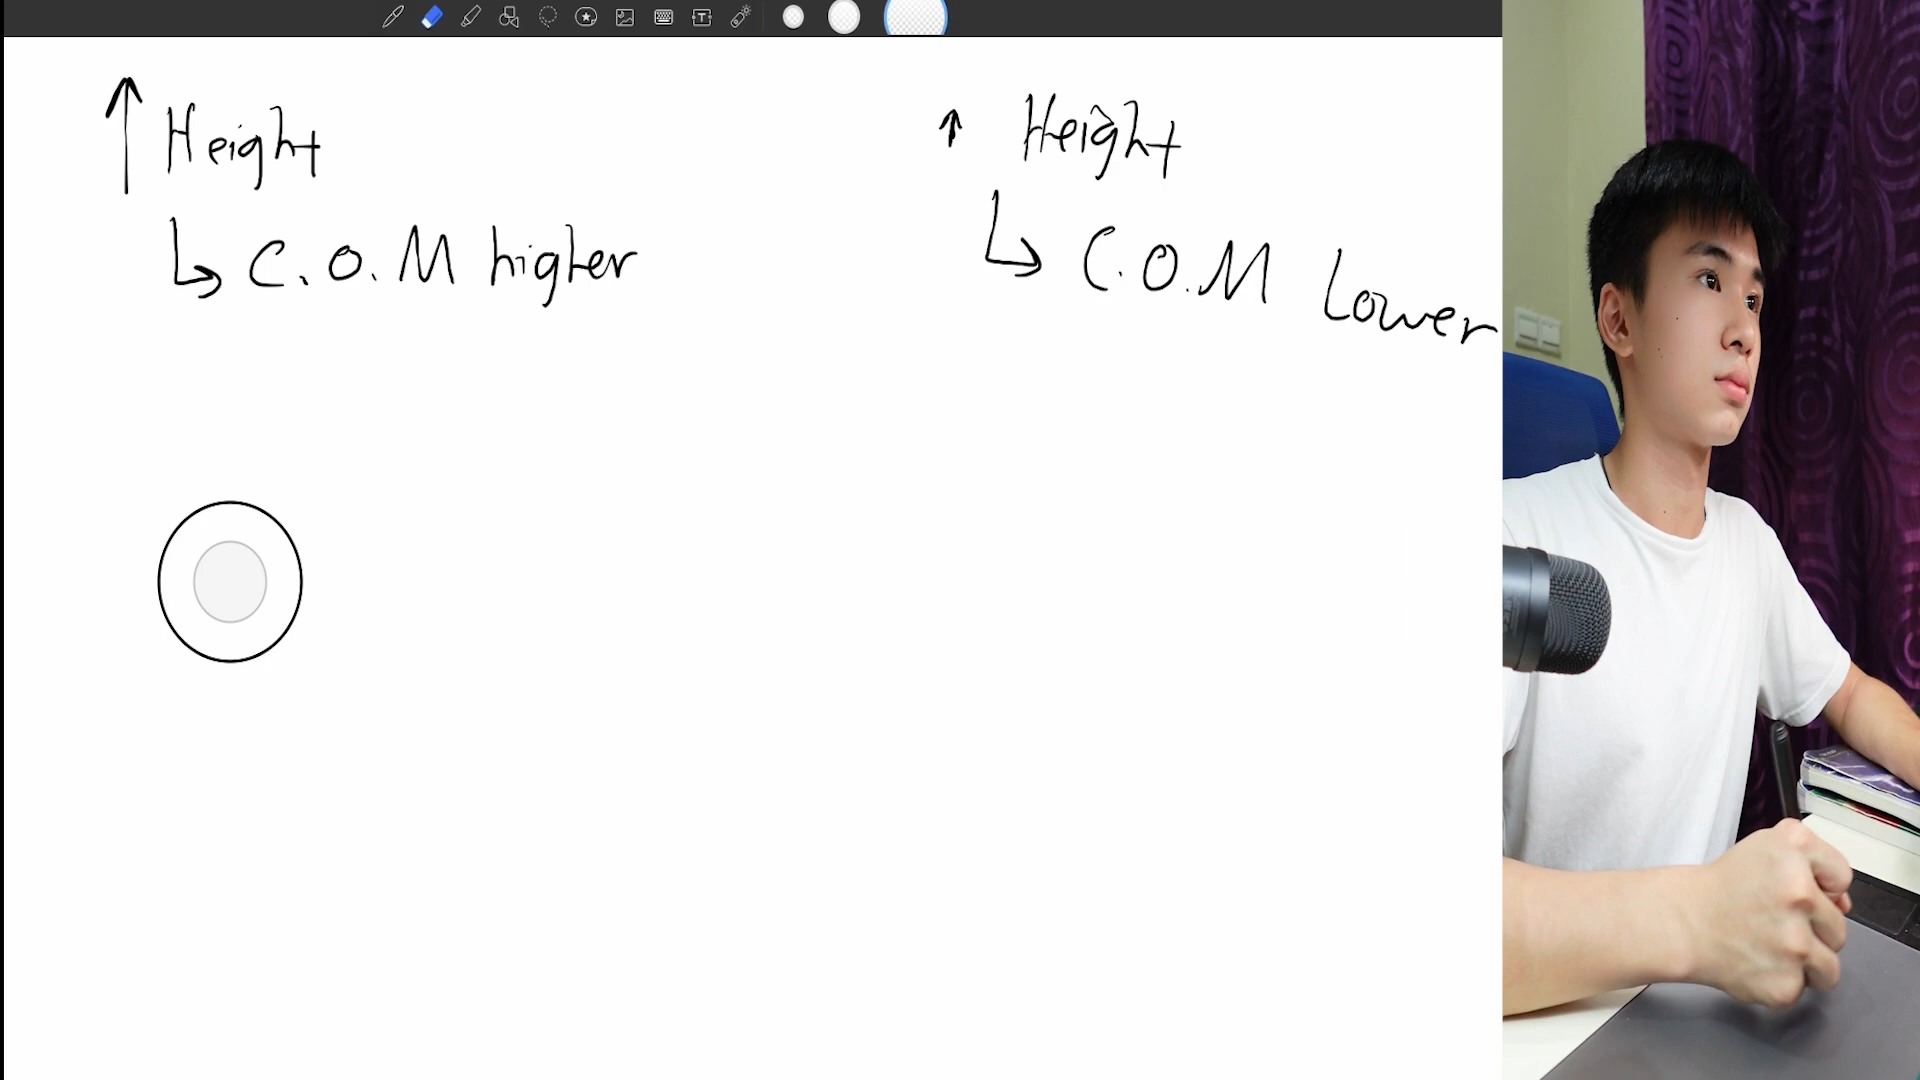 ↑ Height
↳ C.O.M higher
↑ Height
↳ C.O.M Lower